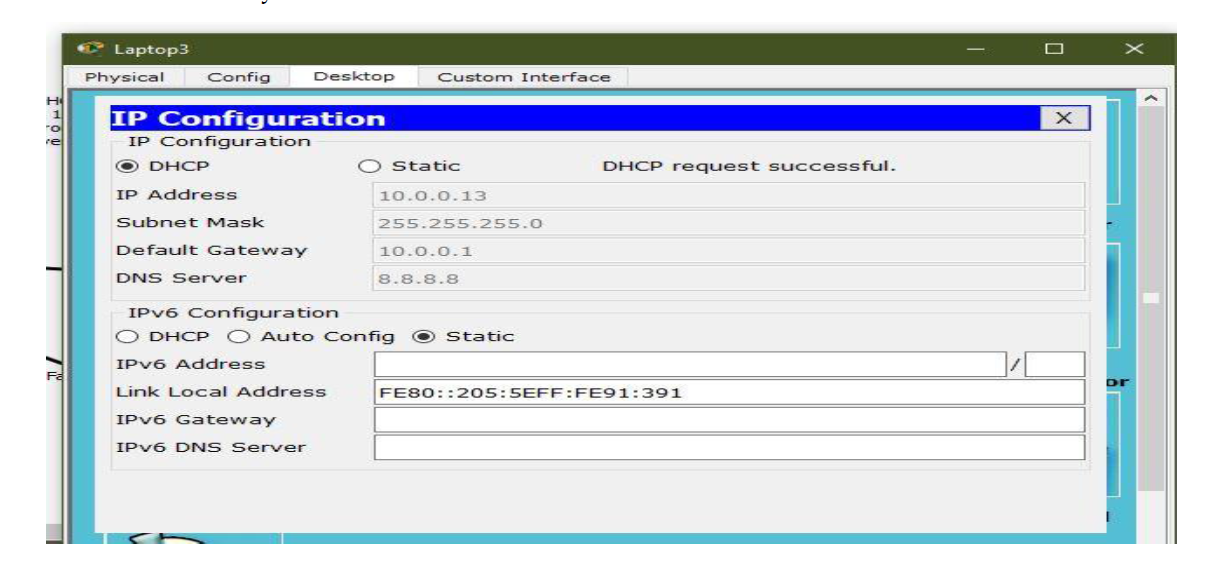 Laptop3
Physical Config Desktop Custom Interface
IP Configuration X
IP Configuration
DHCP Static DHCP request successful.
IP Address 10.0.0.13
Subnet Mask 255.255.255.0
Default Gateway 10.0.0.1
DNS Server 8.8.8.8
IPv6 Configuration
DHCP Auto Config Static
IPv6 Address /
Link Local Address FE80::205:5EFF:FE91:391
IPv6 Gateway
IPv6 DNS Server